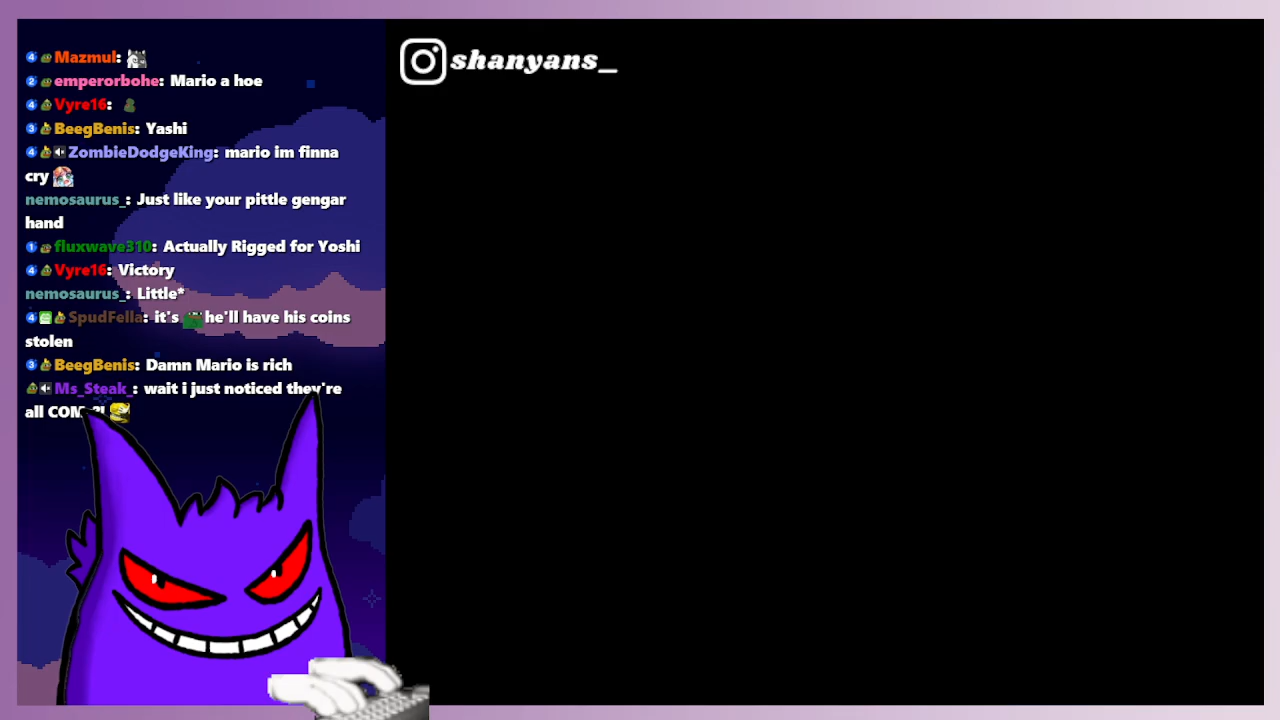 shanyans_
Mazmul:
emperorbohe: Mario a hoe
Vyre16:
BeegBenis: Yashi
ZombieDodgeKing: mario im finna
cry
nemosaurus_: Just like your pittle gengar
hand
fluxwave310: Actually Rigged for Yoshi
Vyre16: Victory
nemosaurus_: Little*
SpudFella: it's he'll have his coins
stolen
BeegBenis: Damn Mario is rich
Ms_Steak_: wait i just noticed they're
all COM ?!